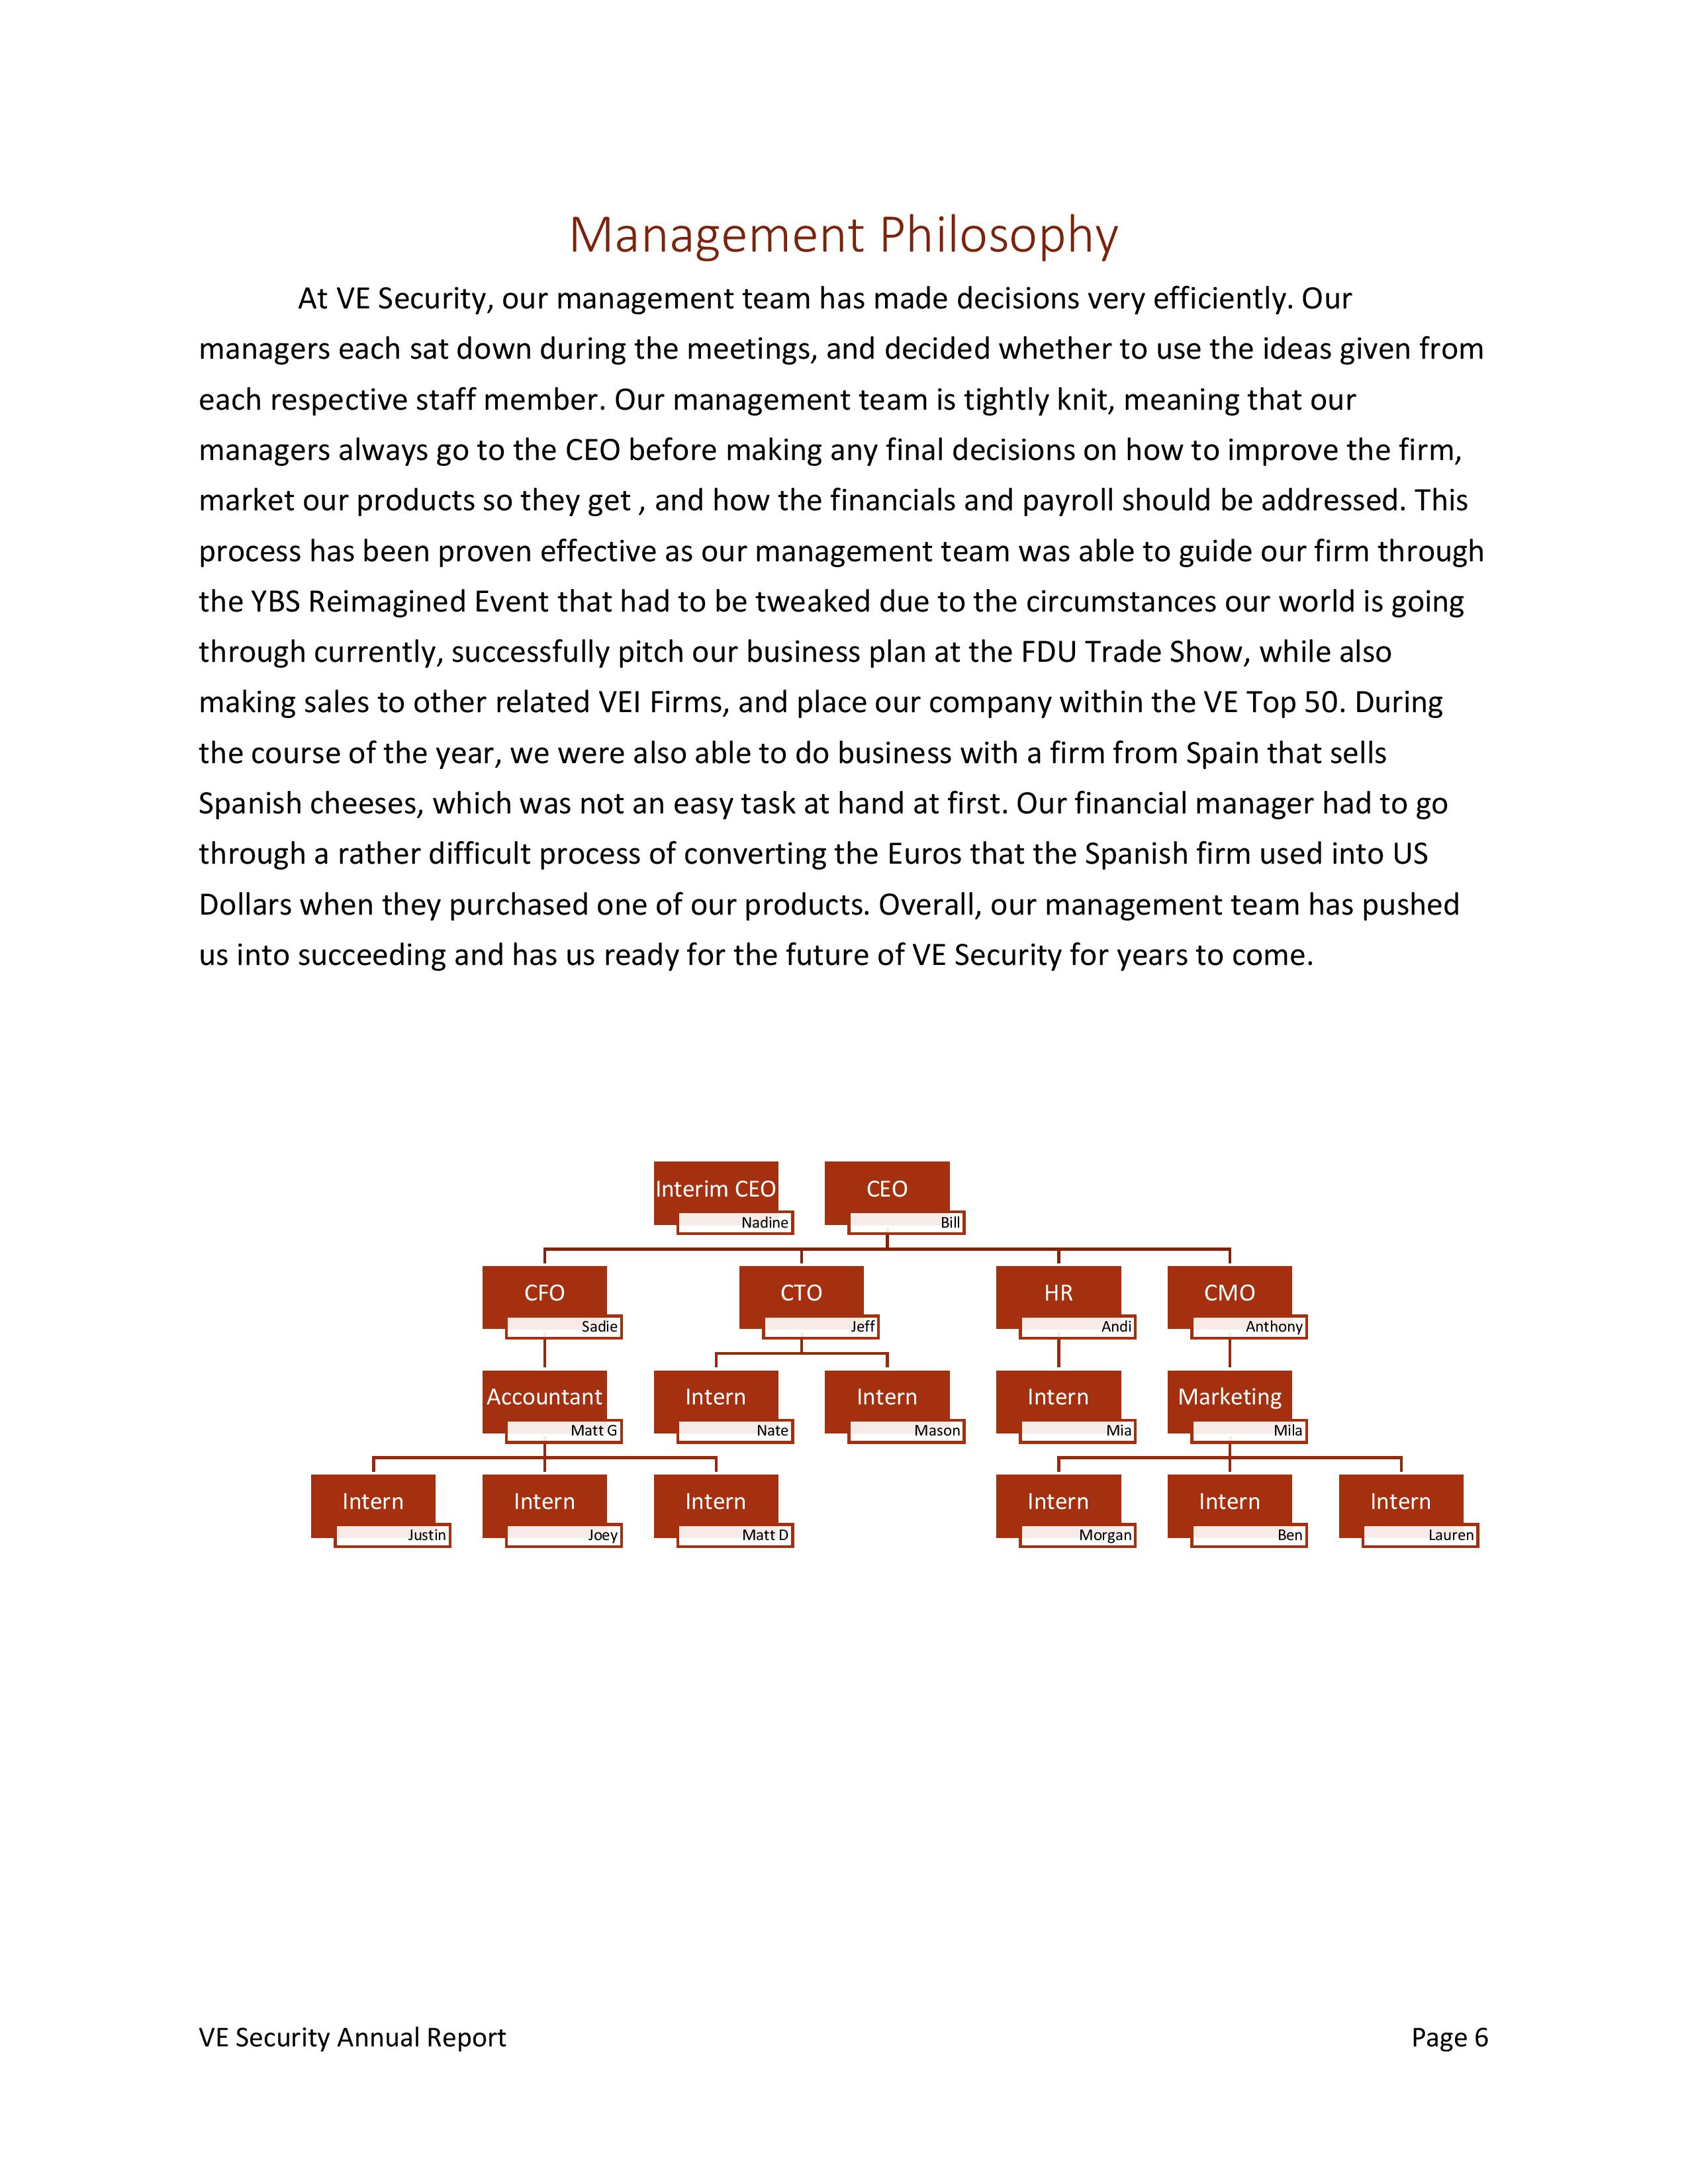 Management Philosophy
At VE Security, our management team has made decisions very efficiently. Our
managers each sat down during the meetings, and decided whether to use the ideas given from
each respective staff member. Our management team is tightly knit, meaning that our
managers always go to the CEO before making any final decisions on how to improve the firm,
market our products so they get , and how the financials and payroll should be addressed. This
process has been proven effective as our management team was able to guide our firm through
the YBS Reimagined Event that had to be tweaked due to the circumstances our world is going
through currently, successfully pitch our business plan at the FDU Trade Show, while also
making sales to other related VEI Firms, and place our company within the VE Top 50. During
the course of the year, we were also able to do business with a firm from Spain that sells
Spanish cheeses, which was not an easy task at hand at first. Our financial manager had to go
through a rather difficult process of converting the Euros that the Spanish firm used into US
Dollars when they purchased one of our products. Overall, our management team has pushed
us into succeeding and has us ready for the future of VE Security for years to come.
Interim CEO
Nadine
CEO
Bill
CFO
Sadie
CTO
Jeff
HR
Andi
CMO
Anthony
Accountant
Matt G
Intern
Nate
Intern
Mason
Intern
Mia
Marketing
Mila
Intern
Justin
Intern
Joey
Intern
Matt D
Intern
Morgan
Intern
Ben
Intern
Lauren
VE Security Annual Report
Page 6